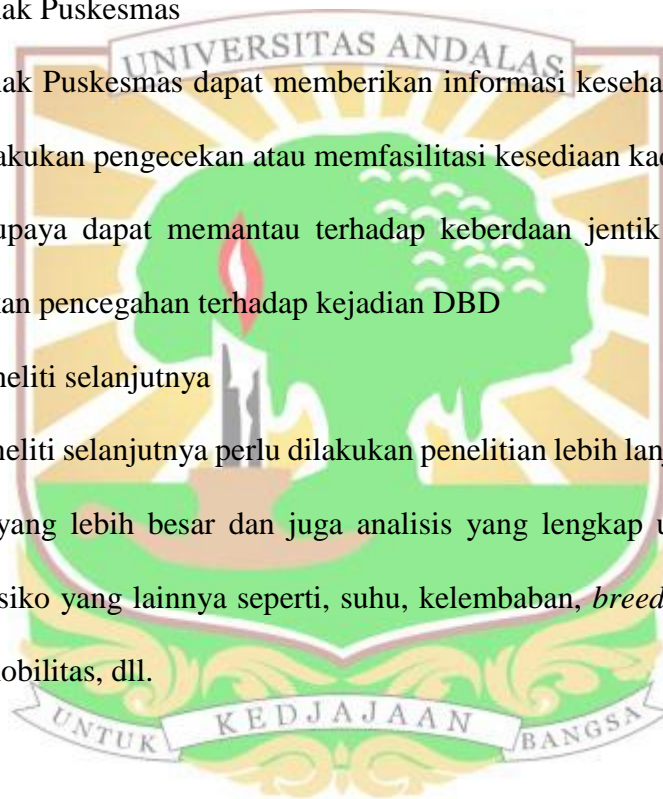 ak Puskesmas
UNIVERSITAS ANDALAS
ak Puskesmas dapat memberikan informasi keseha
akukan pengecekan atau memfasilitasi kesediaan ka
upaya dapat memantau terhadap keberdaan jentik
kan pencegahan terhadap kejadian DBD
neliti selanjutnya
neliti selanjutnya perlu dilakukan penelitian lebih lan
yang lebih besar dan juga analisis yang lengkap u
siko yang lainnya seperti, suhu, kelembaban, breed
obilitas, dll.
UNTUK KEDJAJAAN BANGSA